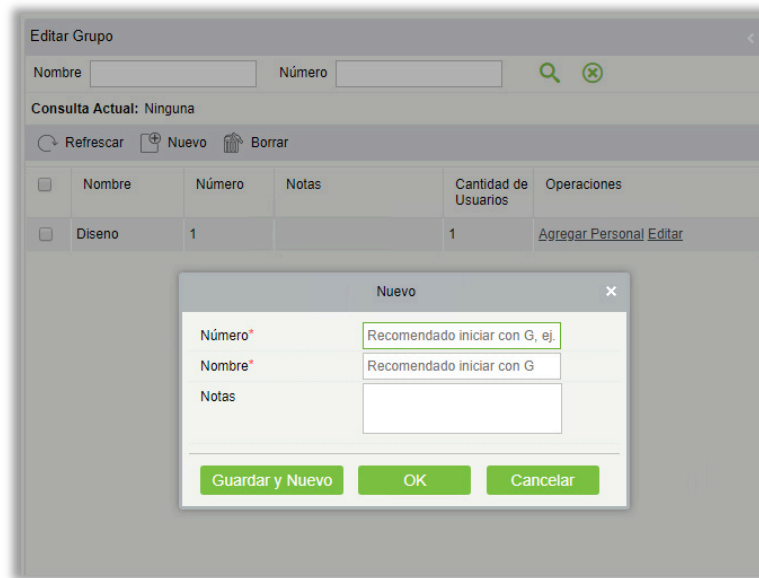 Editar Grupo
Nombre Número
Consulta Actual: Ninguna
Refrescar Nuevo Borrar
Nombre Número Notas Cantidad de Usuarios Operaciones
Diseno 1 1 Agregar Personal Editar
Nuevo
Número* Recomendado iniciar con G, ej.
Nombre* Recomendado iniciar con G
Notas
Guardar y Nuevo OK Cancelar